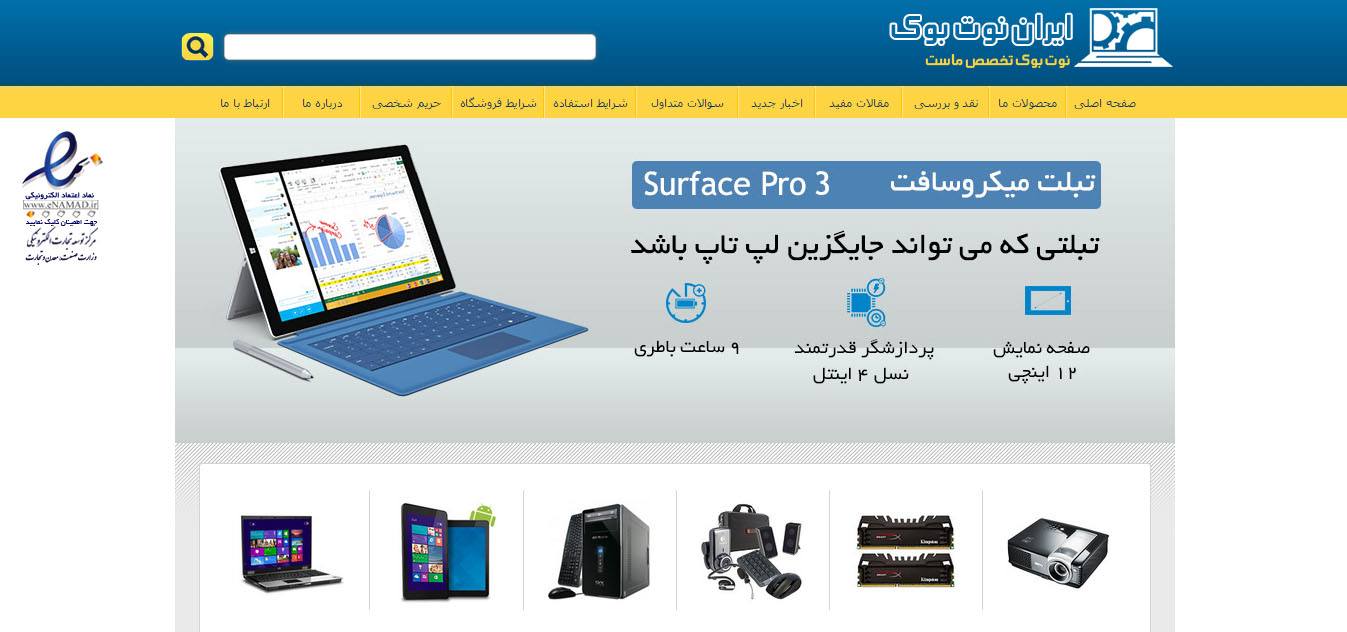 ایران نوت بوک
نوت بوک تخصص ماست
صفحه اصلی
محصولات ما
نقد و بررسی
مقالات مفید
اخبار جدید
سوالات متداول
شرایط استفاده
شرایط فروشگاه
حریم شخصی
درباره ما
ارتباط با ما
نماد اعتماد الکترونیکی
www.eNAMAD.ir
جهت اطمینان کلیک نمایید
مرکز توسعه تجارت الکترونیکی
وزارت صنعت، معدن و تجارت
تبلت میکروسافت Surface Pro 3
تبلتی که می تواند جایگزین لپ تاپ باشد
صفحه نمایش
۱۲ اینچی
پردازشگر قدرتمند
نسل ۴ اینتل
۹ ساعت باطری
Kingston
Kingston